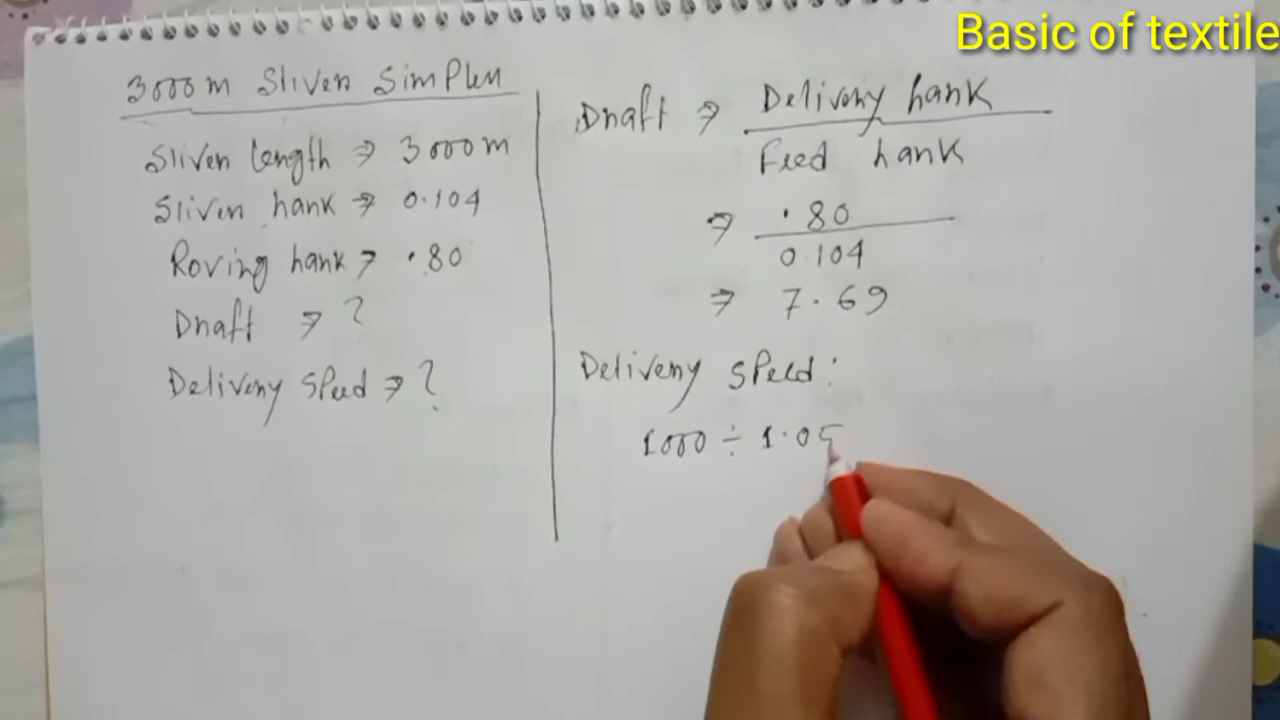 Basic of textile
3000m Sliver Simplex
Sliver length ⇒ 3000m
Sliver hank ⇒ 0.104
Roving hank ⇒ .80
Draft ⇒ ?
Delivery Speed ⇒ ?
Draft ⇒ Delivery hank
Feed hank
⇒ .80
0.104
⇒ 7.69
Delivery speed:
1000 ÷ 1.05